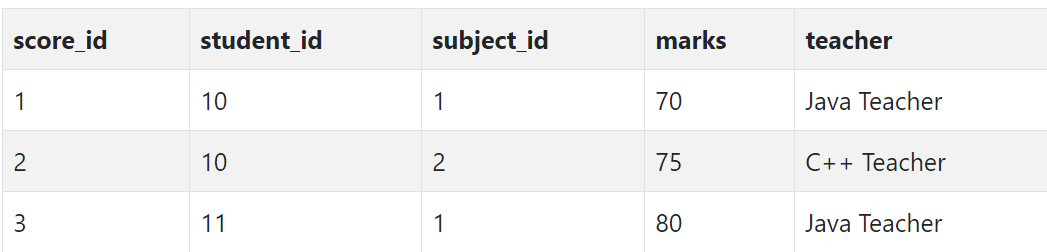 score_id student_id subject_id marks teacher
1 10 1 70 Java Teacher
2 10 2 75 C++ Teacher
3 11 1 80 Java Teacher